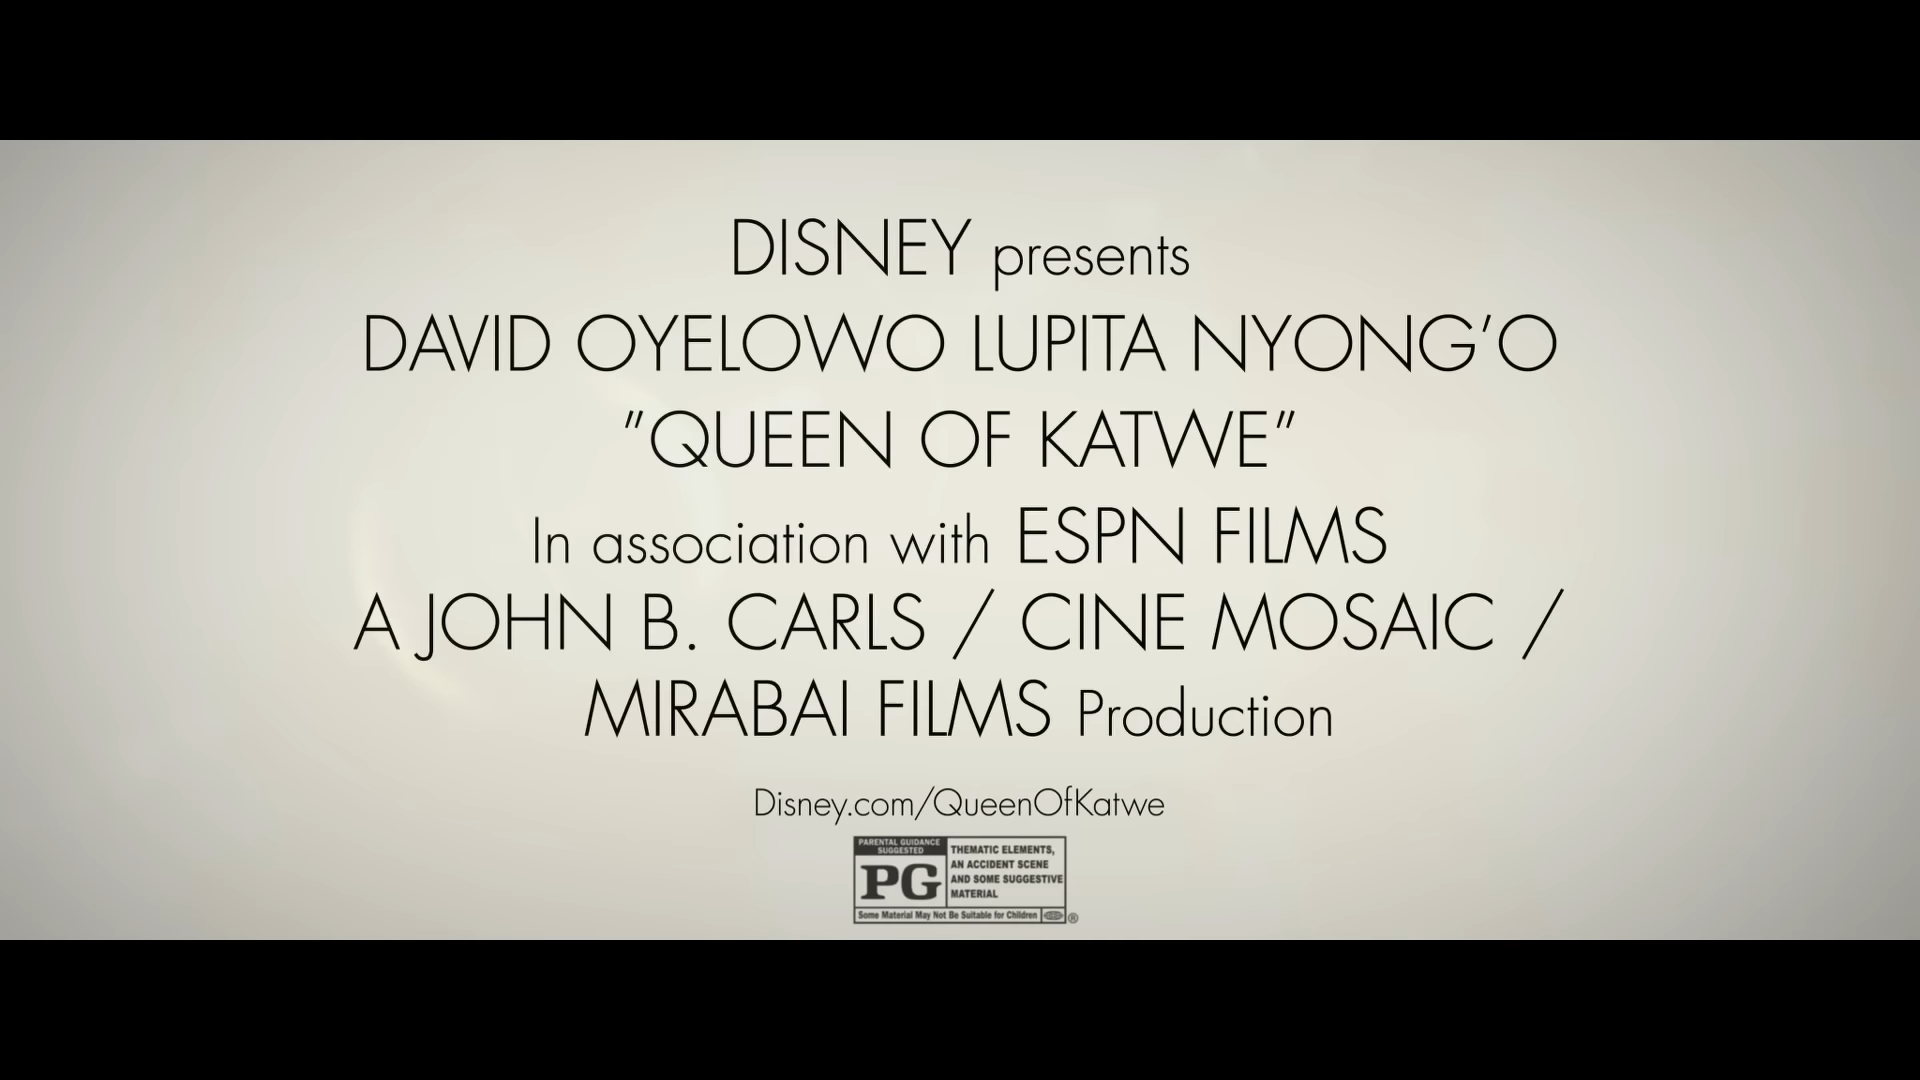 DISNEY presents
DAVID OYELOWO LUPITA NYONG'O
"QUEEN OF KATWE"
In association with ESPN FILMS
A JOHN B. CARLS / CINE MOSAIC /
MIRABAI FILMS Production
Disney.com/QueenOfKatwe
PARENTAL GUIDANCE
SUGGESTED
PG
THEMATIC ELEMENTS,
AN ACCIDENT SCENE
AND SOME SUGGESTIVE
MATERIAL
Some Material May Not Be Suitable for Children
®